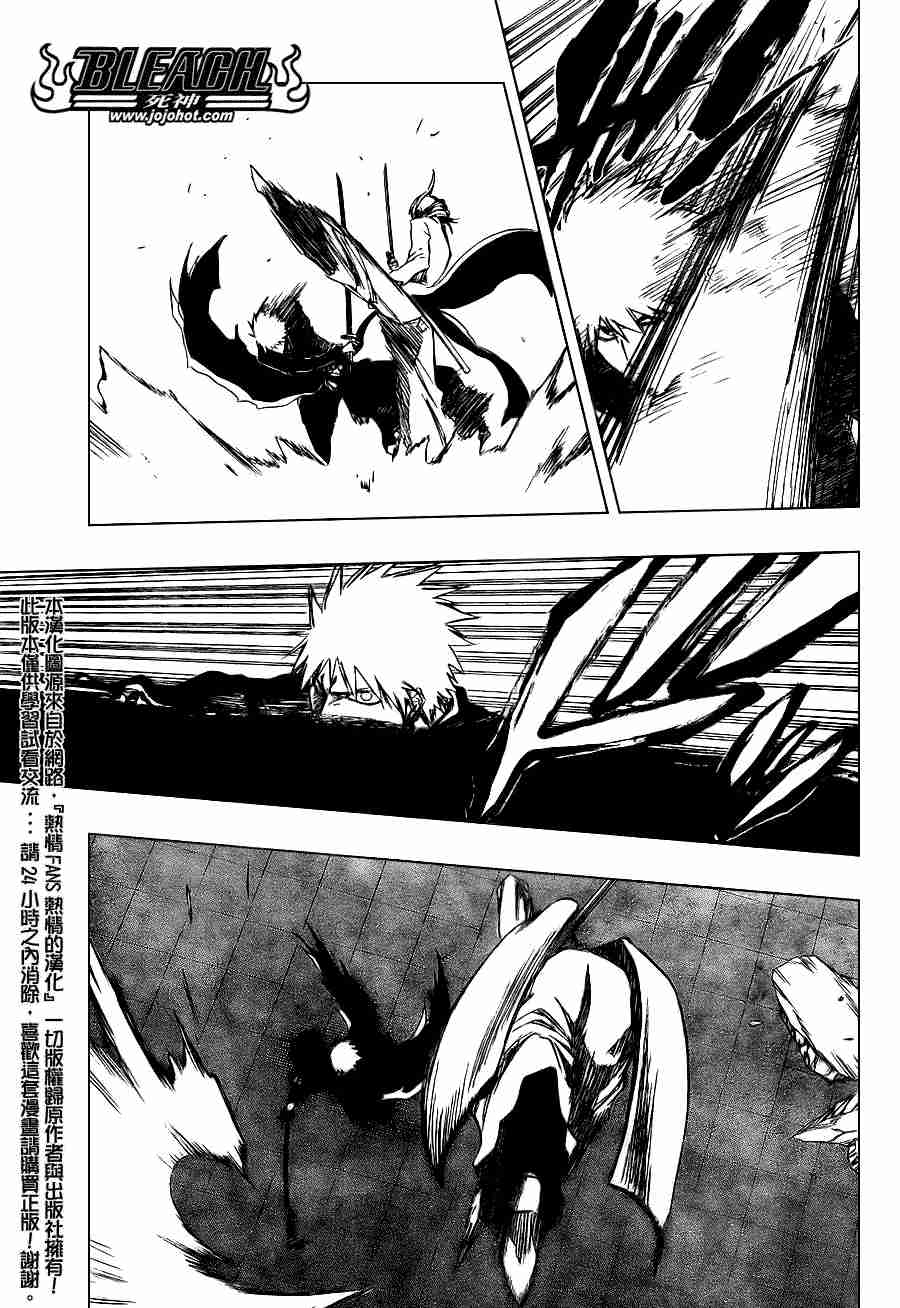 BLEACH
死神
www.jojohot.com
本漢化圖源來自於網路．『熱情FANS 熱情的漢化』一切版權歸原作者與出版社擁有！
此版本僅供學習試看交流… 請 24 小時之內消除．喜歡這套漫畫請購買正版！謝謝。